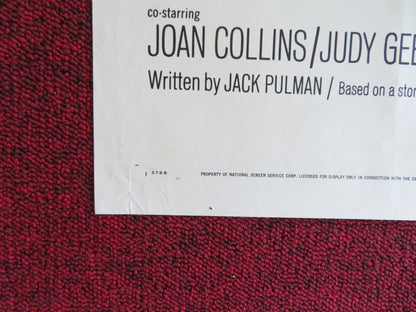 co-starring
JOAN COLLINS/JUDY GEE
Written by JACK PULMAN / Based on a stor
PROPERTY OF NATIONAL SCREEN SERVICE CORP. LICENSED FOR DISPLAY ONLY IN CONNECTION WITH THE